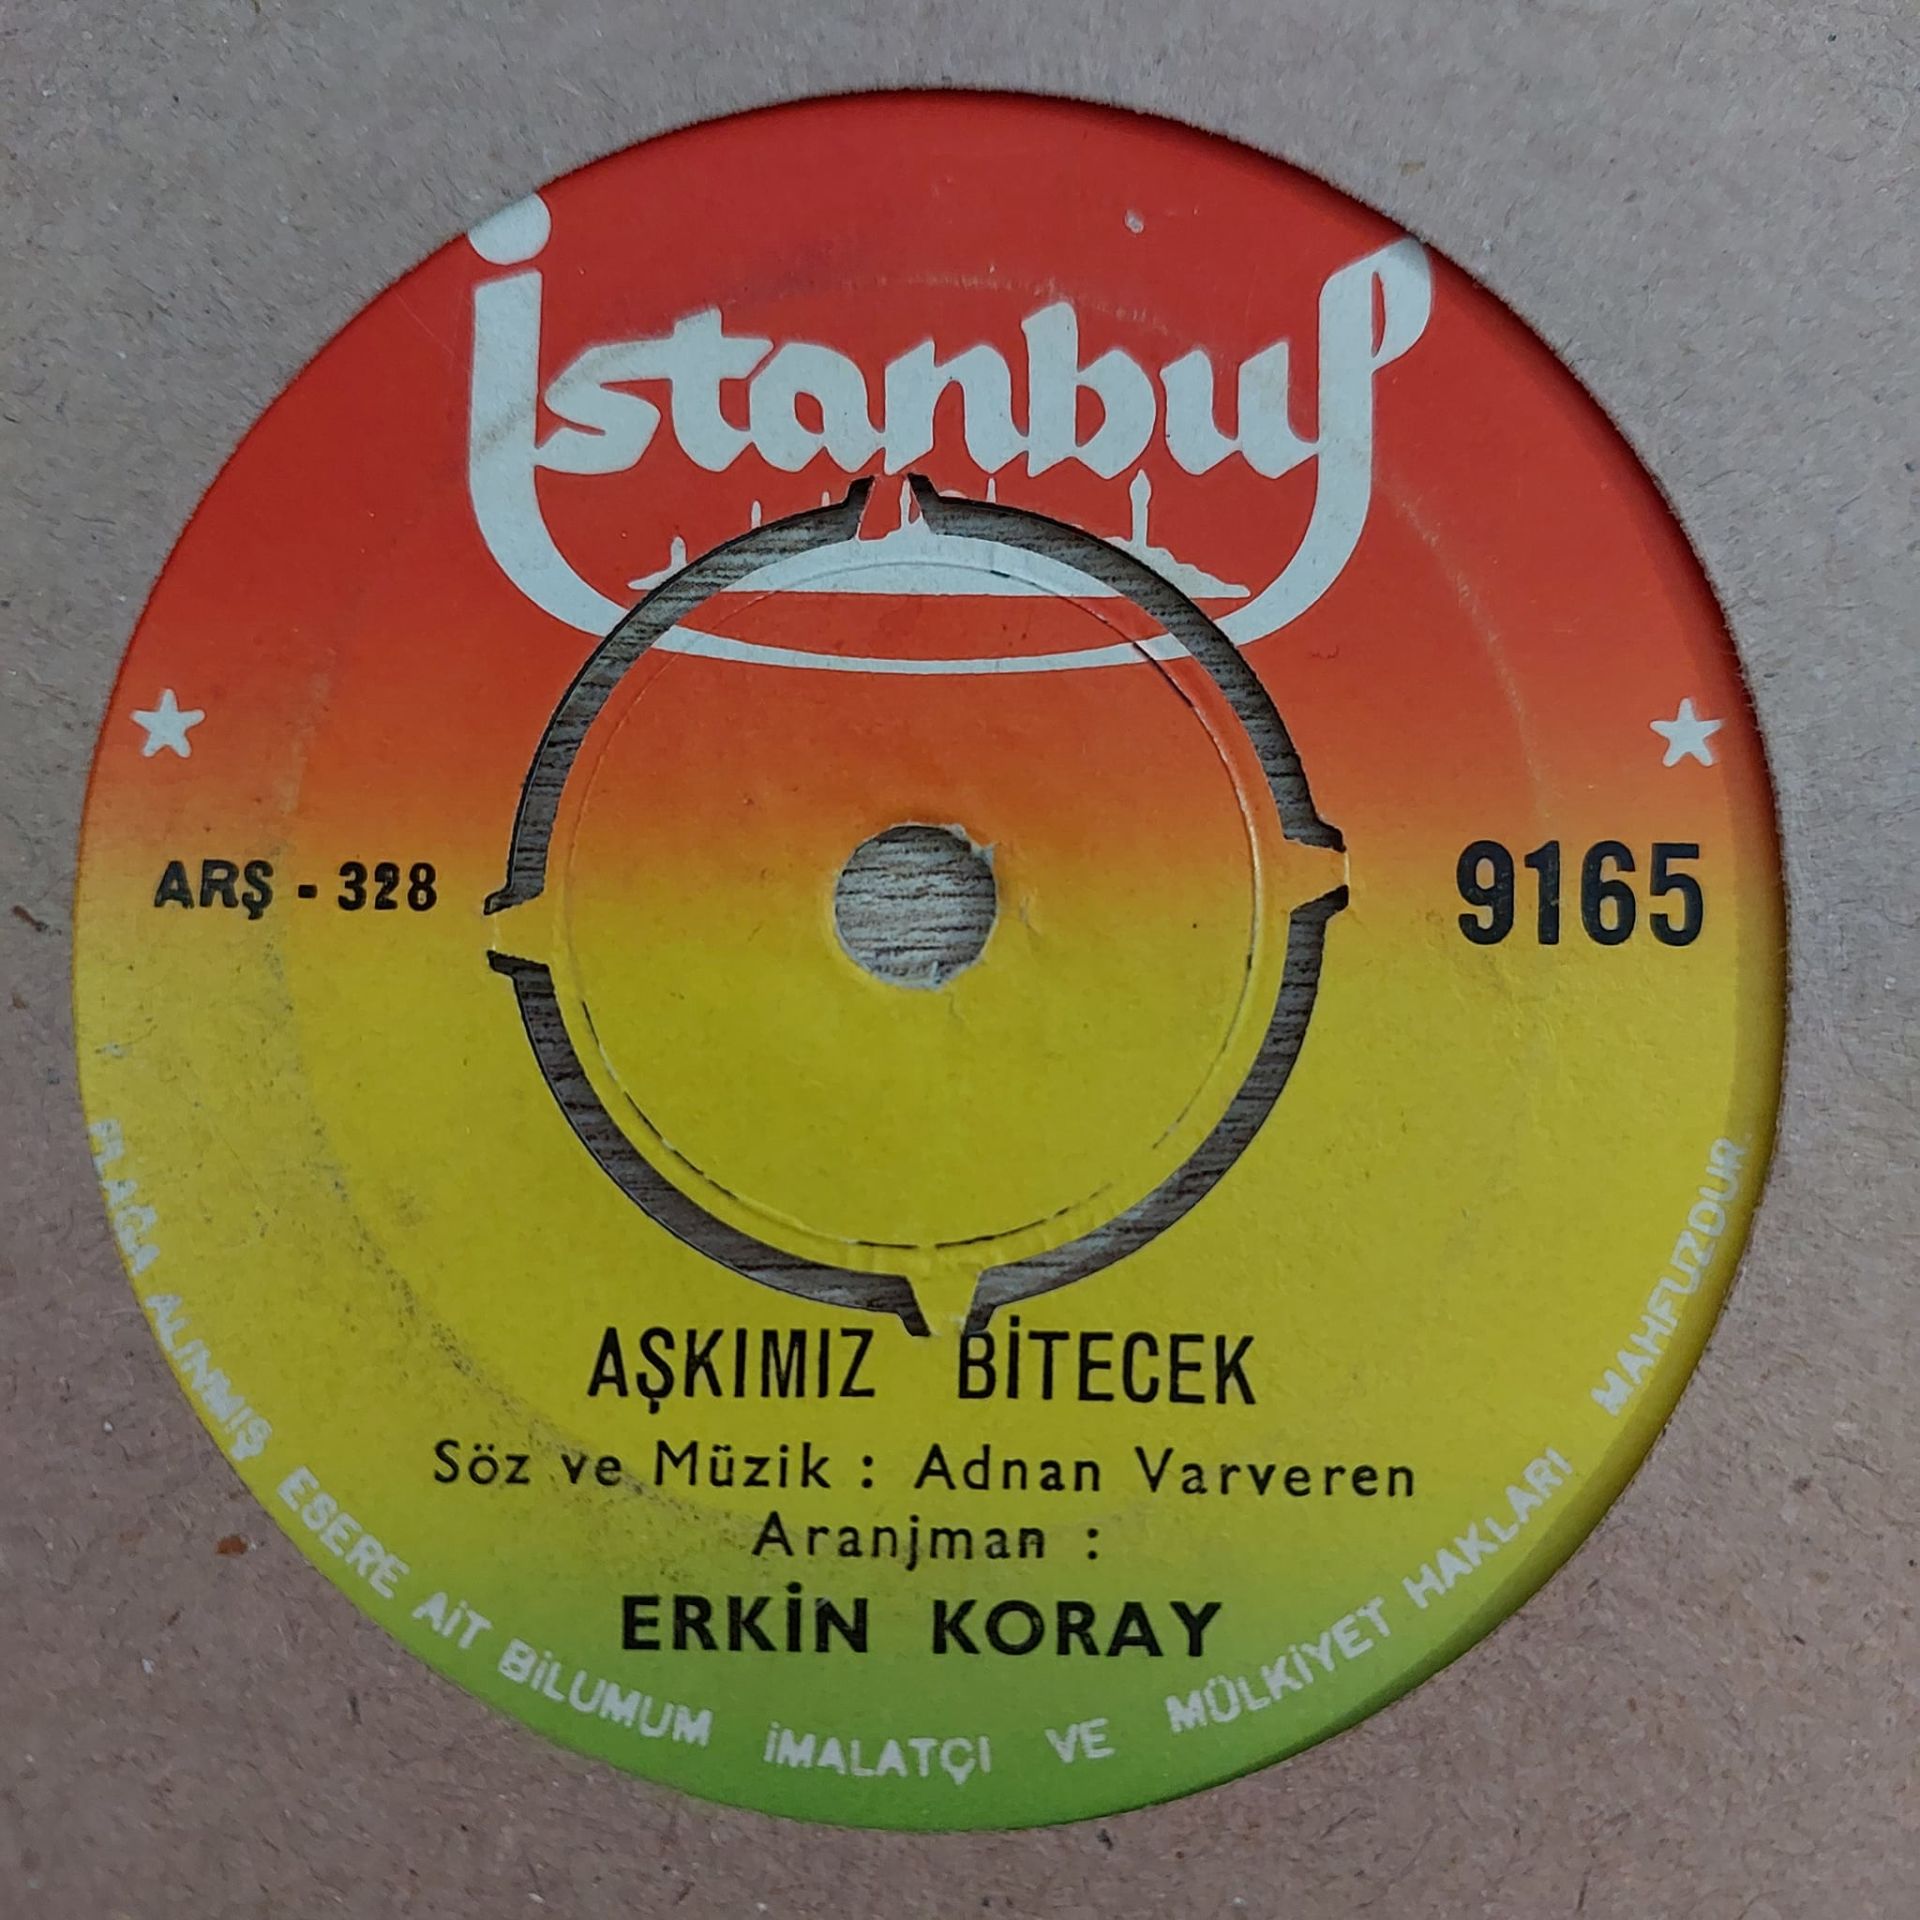 istanbul
ARŞ - 328
9165
AŞKIMIZ BİTECEK
Söz ve Müzik : Adnan Varveren
Aranjman :
ERKİN KORAY
PLAĞA ALINMIŞ ESERE AİT BİLUMUM İMALATÇI VE MÜLKİYET HAKLARI MAHFUZDUR